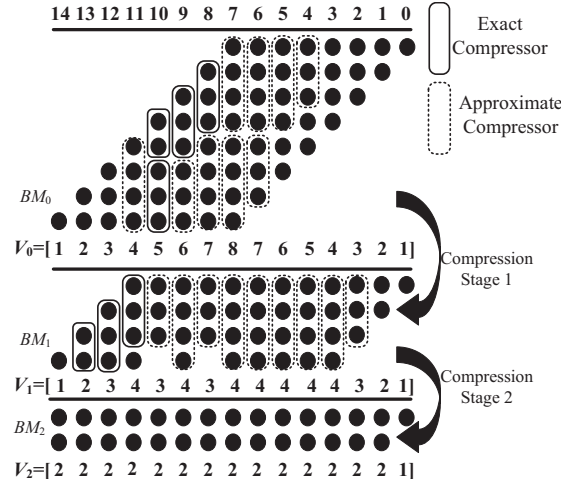 14 13 12 11 10 9 8 7 6 5 4 3 2 1 0
Exact
Compressor
Approximate
Compressor
BM0
V0=[ 1 2 3 4 5 6 7 8 7 6 5 4 3 2 1]
Compression
Stage 1
BM1
V1=[ 1 2 3 4 3 4 3 4 4 4 4 4 3 2 1]
Compression
Stage 2
BM2
V2=[ 2 2 2 2 2 2 2 2 2 2 2 2 2 2 1]